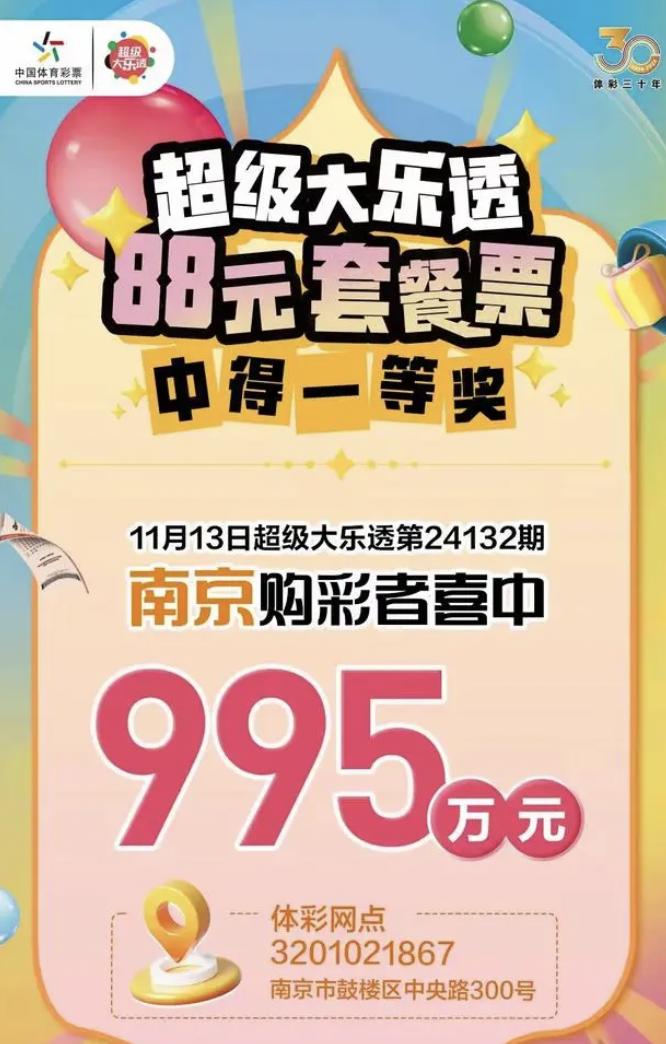 中国体育彩票
CHINA SPORTS LOTTERY
超级
大乐透
30
体彩三十年
超级大乐透
88元套餐票
中得一等奖
11月13日超级大乐透第24132期
南京购彩者喜中
995万元
体彩网点
3201021867
南京市鼓楼区中央路300号